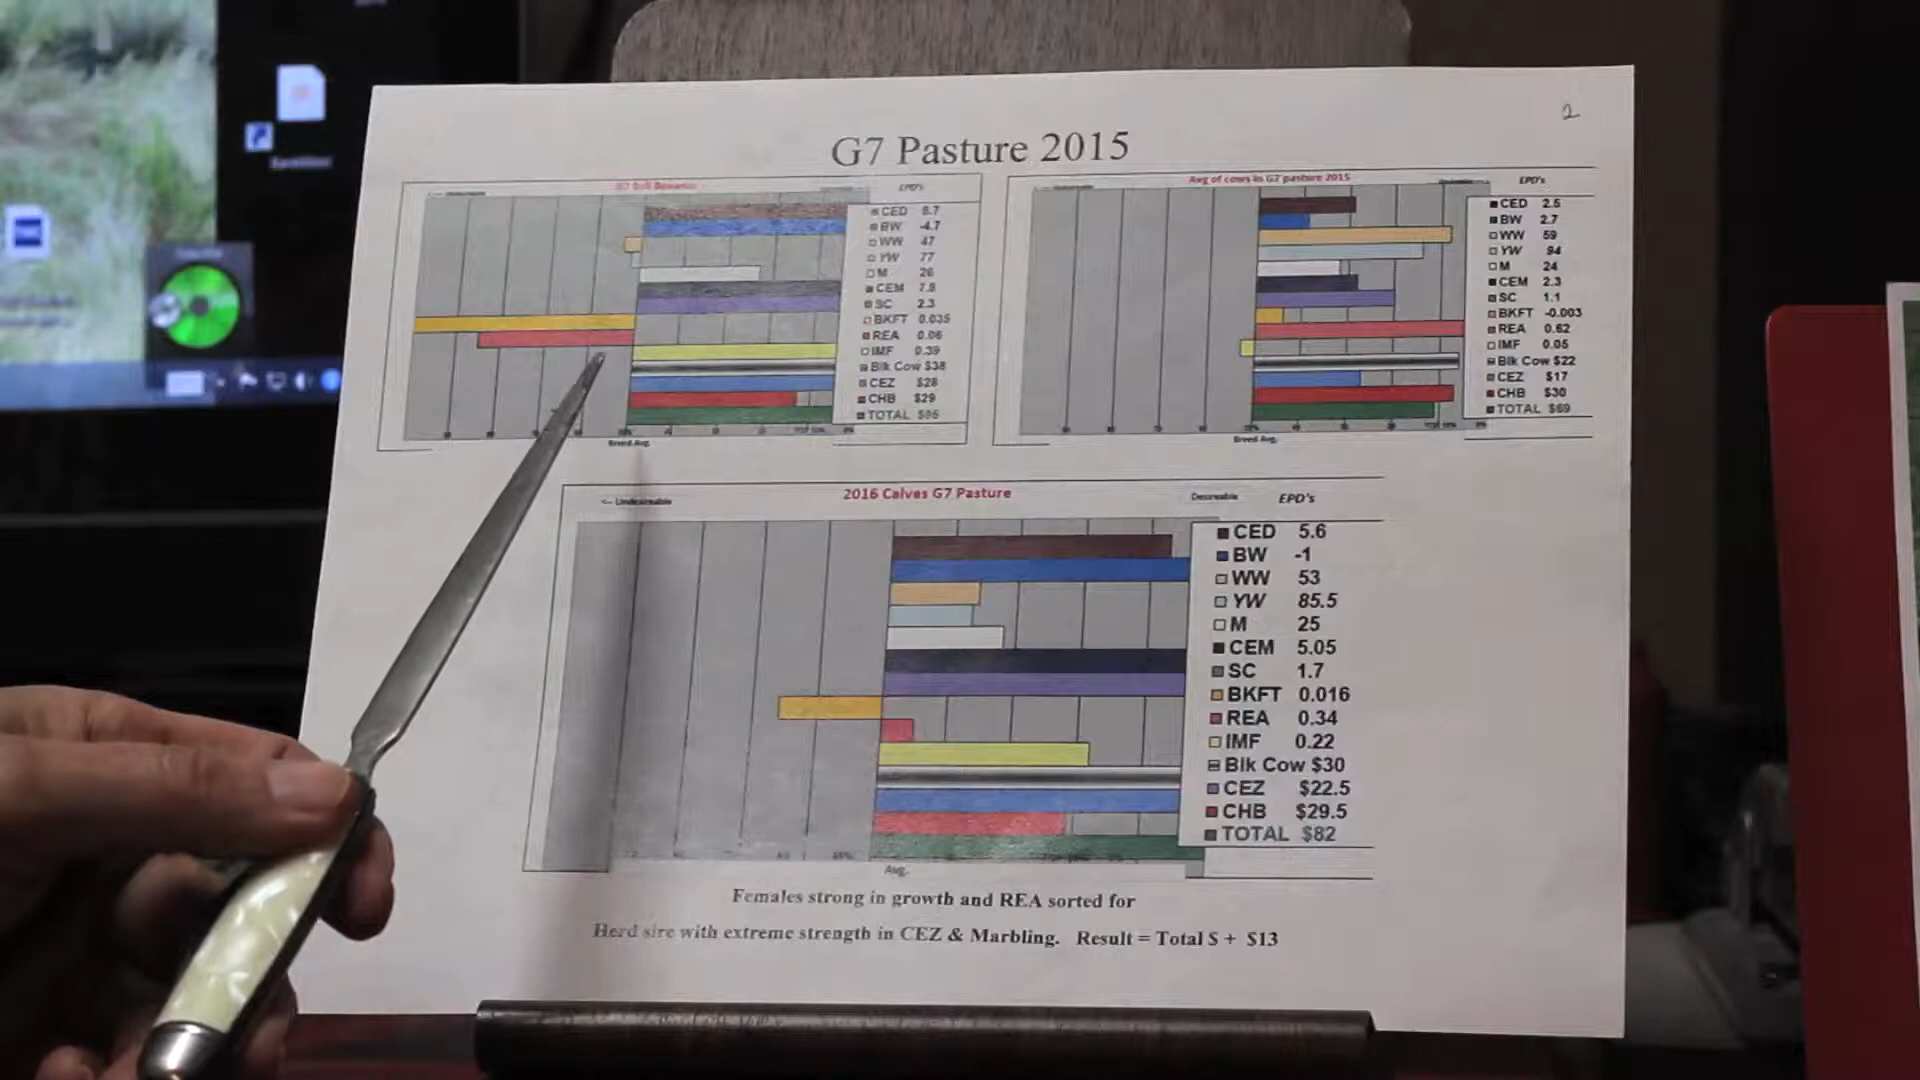 2
G7 Pasture 2015
EPD's
CED 8.7
BW -4.7
WW 47
YW 77
M 26
CEM 7.9
SC 2.3
BKFT 0.035
REA 0.06
IMF 0.39
Blk Cow $38
CEZ $28
CHB $29
TOTAL $95
Breed Avg.
Avg of cows in G7 pasture 2015
EPD's
CED 2.5
BW 2.7
WW 59
YW 94
M 24
CEM 2.3
SC 1.1
BKFT -0.003
REA 0.62
IMF 0.05
Blk Cow $22
CEZ $17
CHB $30
TOTAL $69
Breed Avg.
<-- Undesireable
2016 Calves G7 Pasture
Desireable
EPD's
CED 5.6
BW -1
WW 53
YW 85.5
M 25
CEM 5.05
SC 1.7
BKFT 0.016
REA 0.34
IMF 0.22
Blk Cow $30
CEZ $22.5
CHB $29.5
TOTAL $82
Avg.
Females strong in growth and REA sorted for
Herd sire with extreme strength in CEZ & Marbling. Result = Total $ + $13